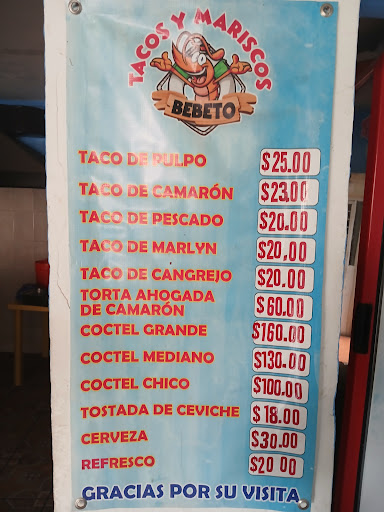 TACOS Y MARISCOS
BEBETO
TACO DE PULPO $25.00
TACO DE CAMARÓN $23.00
TACO DE PESCADO $20.00
TACO DE MARLYN $20,00
TACO DE CANGREJO $20.00
TORTA AHOGADA
DE CAMARÓN $60.00
COCTEL GRANDE $160.00
COCTEL MEDIANO $130.00
COCTEL CHICO $100.00
TOSTADA DE CEVICHE $18.00
CERVEZA $30.00
REFRESCO $20 00
GRACIAS POR SU VISITA